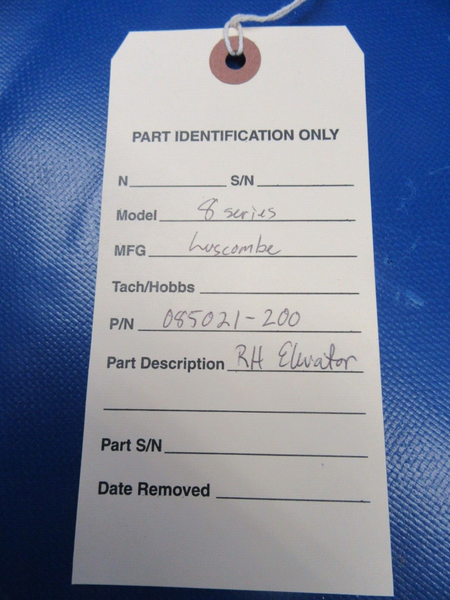 PART IDENTIFICATION ONLY
N S/N
Model 8 series
MFG Luscombe
Tach/Hobbs
P/N 085021-200
Part Description RH Elevator
Part S/N
Date Removed